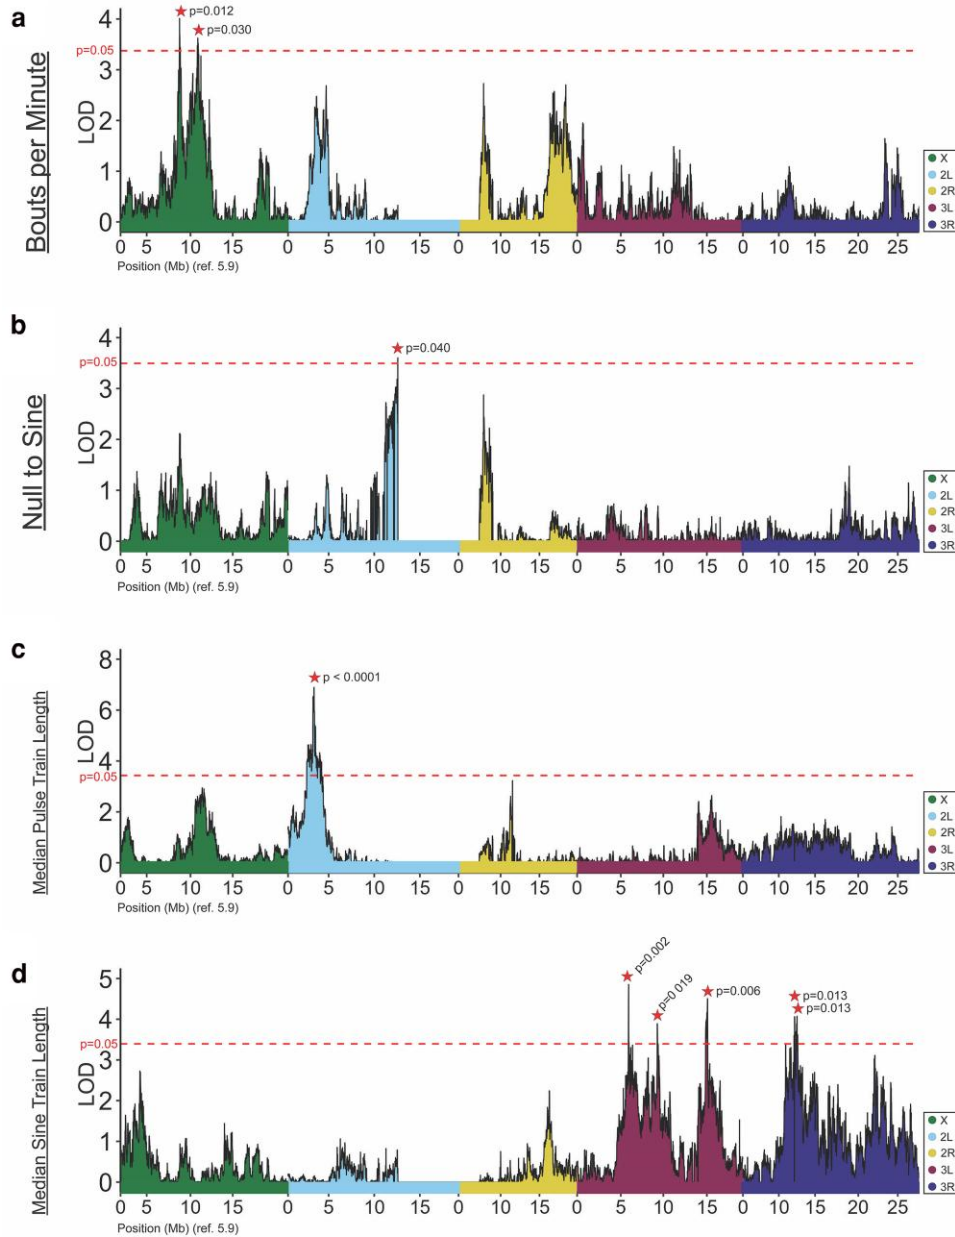 a
Bouts per Minute
LOD
4
3
2
1
0
p=0.05
p=0.012
p=0.030
0 5 10 15 0 5 10 15 0 10 15 0 5 10 15 0 10 15 20 25
Position (Mb) (ref. 5.9)
X
2L
2R
3L
3R
b
Null to Sine
LOD
4
3
2
1
0
p=0.05
p=0.040
0 5 10 15 0 5 10 15 0 10 15 0 5 10 15 0 10 15 20 25
Position (Mb) (ref. 5.9)
X
2L
2R
3L
3R
c
Median Pulse Train Length
LOD
8
6
4
2
0
p=0.05
p < 0.0001
0 5 10 15 0 5 10 15 0 10 15 0 5 10 15 0 10 15 20 25
Position (Mb) (ref. 5.9)
X
2L
2R
3L
3R
d
Median Sine Train Length
LOD
5
4
3
2
1
0
p=0.05
p=0.002
p=0 019
p=0.006
p=0.013
p=0.013
0 5 10 15 0 5 10 15 0 10 15 0 5 10 15 0 10 15 20 25
Position (Mb) (ref. 5.9)
X
2L
2R
3L
3R